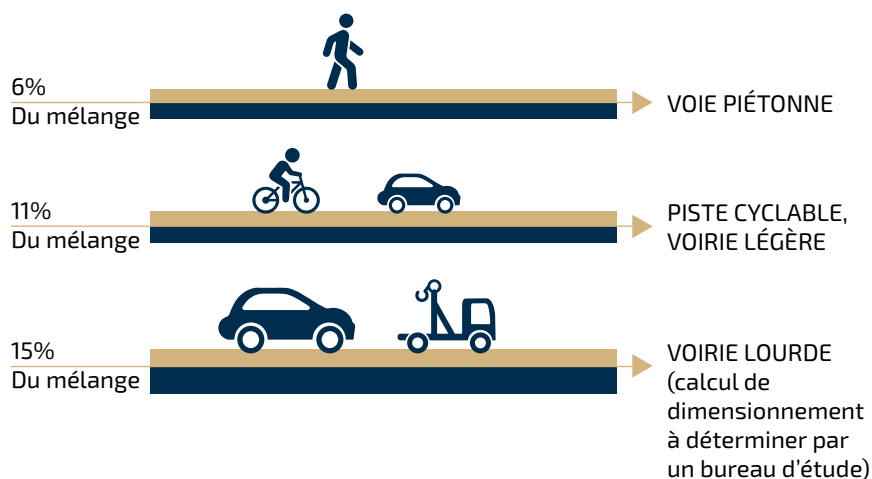 6%
Du mélange
VOIE PIÉTONNE
11%
Du mélange
PISTE CYCLABLE,
VOIRIE LÉGÈRE
15%
Du mélange
VOIRIE LOURDE
(calcul de
dimensionnement
à déterminer par
un bureau d’étude)